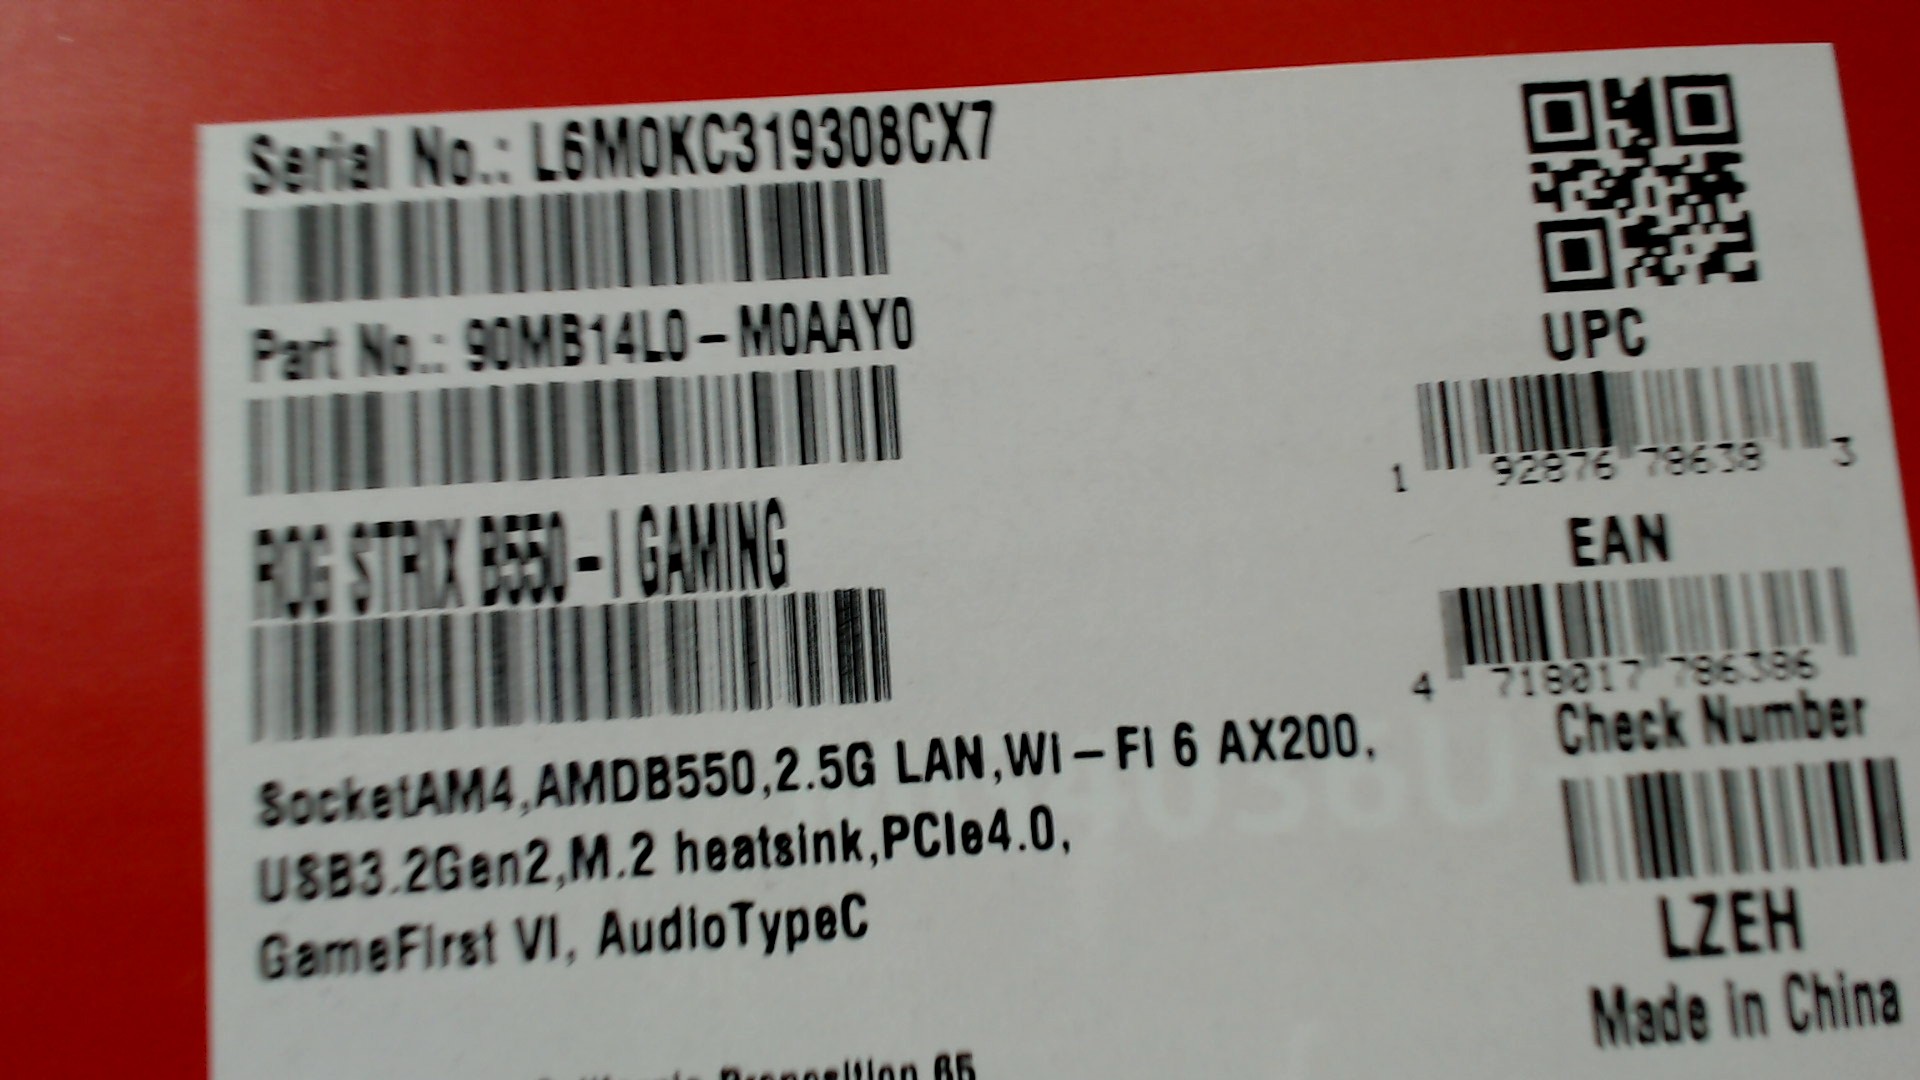 Serial No.: L6M0KC319308CX7
Part No.: 90MB14L0-M0AAY0
ROG STRIX B550-I GAMING
SocketAM4,AMDB550,2.5G LAN,WI-FI 6 AX200,
USB3.2Gen2,M.2 heatsink,PCIe4.0,
GameFirst VI, AudioTypeC
Proposition 65
UPC
1 92876 78638 3
EAN
4 718017 786386
Check Number
LZEH
Made in China